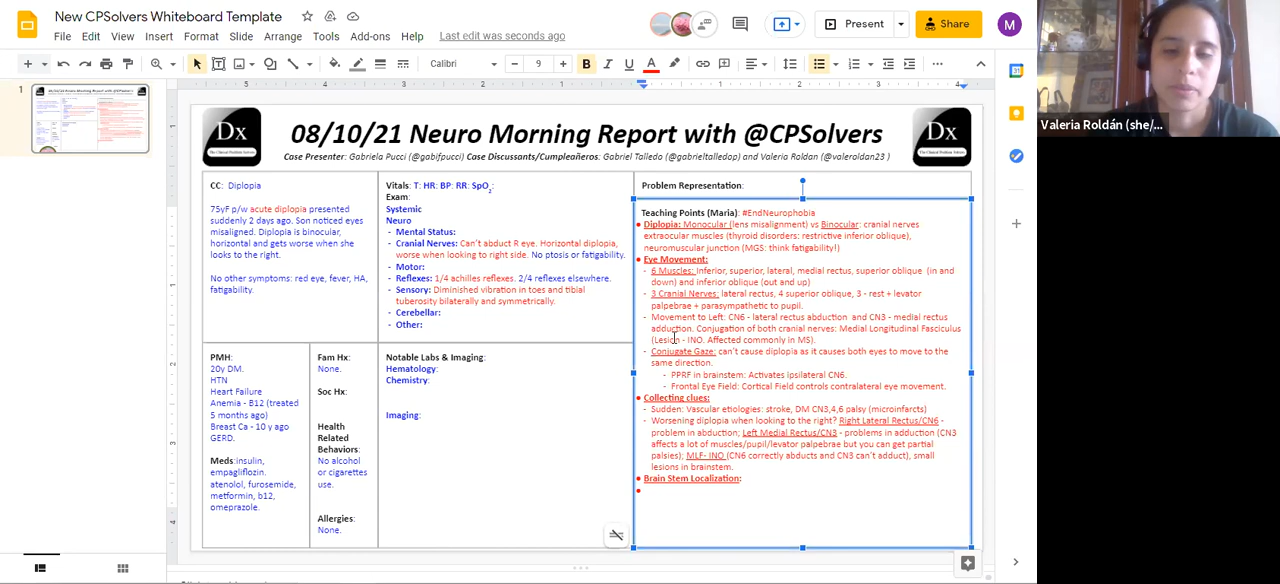 New CPSolvers Whiteboard Template
File Edit View Insert Format Slide Arrange Tools Add-ons Help Last edit was seconds ago
Present
Share
M
Calibri
9
B I U A
5 4 3 2 1 1 2 3 4
1
Dx
08/10/21 Neuro Morning Report with @CPSolvers
Case Presenter: Gabriela Pucci (@gabifpucci) Case Discussants/Cumpleañeros: Gabriel Talledo (@gabrieltalledop) and Valeria Roldan (@valeroldan23 )
Dx
CC: Diplopia
75yF p/w acute diplopia presented
suddenly 2 days ago. Son noticed eyes
misaligned. Diplopia is binocular,
horizontal and gets worse when she
looks to the right.
No other symptoms: red eye, fever, HA,
fatigability.
Vitals: T: HR: BP: RR: SpO2:
Exam:
Systemic
Neuro
- Mental Status:
- Cranial Nerves: Can't abduct R eye. Horizontal diplopia,
worse when looking to right side. No ptosis or fatigability.
- Motor:
- Reflexes: 1/4 achilles reflexes. 2/4 reflexes elsewhere.
- Sensory: Diminished vibration in toes and tibial
tuberosity bilaterally and symmetrically.
- Cerebellar:
- Other:
PMH:
20y DM.
HTN
Heart Failure
Anemia - B12 (treated
5 months ago)
Breast Ca - 10 y ago
GERD.
Meds:insulin,
empagliflozin.
atenolol, furosemide,
metformin, b12,
omeprazole.
Fam Hx:
None.
Soc Hx:
Health
Related
Behaviors:
No alcohol
or cigarettes
use.
Allergies:
None.
Notable Labs & Imaging:
Hematology:
Chemistry:
Imaging:
Problem Representation:
Teaching Points (Maria): #EndNeurophobia
● Diplopia: Monocular (lens misalignment) vs Binocular: cranial nerves
extraocular muscles (thyroid disorders: restrictive inferior oblique),
neuromuscular junction (MGS: think fatigability!)
● Eye Movement:
- 6 Muscles: inferior, superior, lateral, medial rectus, superior oblique (in and
down) and inferior oblique (out and up)
- 3 Cranial Nerves: lateral rectus, 4 superior oblique, 3 - rest + levator
palpebrae + parasympathetic to pupil.
- Movement to Left: CN6 - lateral rectus abduction and CN3 - medial rectus
adduction. Conjugation of both cranial nerves: Medial Longitudinal Fasciculus
(Lesion - INO. Affected commonly in MS).
- Conjugate Gaze: can't cause diplopia as it causes both eyes to move to the
same direction.
- PPRF in brainstem: Activates ipsilateral CN6.
- Frontal Eye Field: Cortical Field controls contralateral eye movement.
● Collecting clues:
- Sudden: Vascular etiologies: stroke, DM CN3,4,6 palsy (microinfarcts)
- Worsening diplopia when looking to the right? Right Lateral Rectus/CN6 -
problem in abduction; Left Medial Rectus/CN3 - problems in adduction (CN3
affects a lot of muscles/pupil/levator palpebrae but you can get partial
palsies); MLF- INO (CN6 correctly abducts and CN3 can't adduct), small
lesions in brainstem.
● Brain Stem Localization:
●
Valeria Roldán (she/...